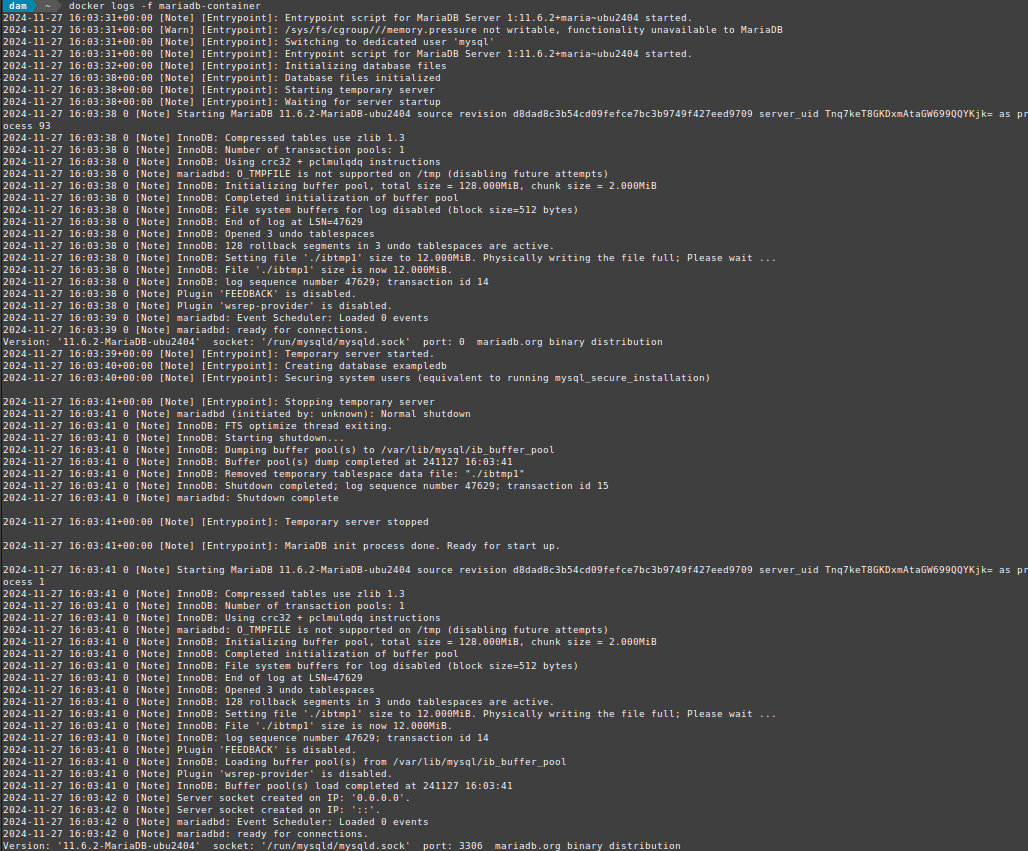 dam ~ docker logs -f mariadb-container
2024-11-27 16:03:31+00:00 [Note] [Entrypoint]: Entrypoint script for MariaDB Server 1:11.6.2+maria~ubu2404 started.
2024-11-27 16:03:31+00:00 [Warn] [Entrypoint]: /sys/fs/cgroup///memory.pressure not writable, functionality unavailable to MariaDB
2024-11-27 16:03:31+00:00 [Note] [Entrypoint]: Switching to dedicated user 'mysql'
2024-11-27 16:03:31+00:00 [Note] [Entrypoint]: Entrypoint script for MariaDB Server 1:11.6.2+maria~ubu2404 started.
2024-11-27 16:03:32+00:00 [Note] [Entrypoint]: Initializing database files
2024-11-27 16:03:38+00:00 [Note] [Entrypoint]: Database files initialized
2024-11-27 16:03:38+00:00 [Note] [Entrypoint]: Starting temporary server
2024-11-27 16:03:38+00:00 [Note] [Entrypoint]: Waiting for server startup
2024-11-27 16:03:38 0 [Note] Starting MariaDB 11.6.2-MariaDB-ubu2404 source revision d8dad8c3b54cd09fefce7bc3b9749f427eed9709 server_uid Tnq7keT8GKDxmAtaGW699QQYKjk= as pr
ocess 93
2024-11-27 16:03:38 0 [Note] InnoDB: Compressed tables use zlib 1.3
2024-11-27 16:03:38 0 [Note] InnoDB: Number of transaction pools: 1
2024-11-27 16:03:38 0 [Note] InnoDB: Using crc32 + pclmulqdq instructions
2024-11-27 16:03:38 0 [Note] mariadbd: O_TMPFILE is not supported on /tmp (disabling future attempts)
2024-11-27 16:03:38 0 [Note] InnoDB: Initializing buffer pool, total size = 128.000MiB, chunk size = 2.000MiB
2024-11-27 16:03:38 0 [Note] InnoDB: Completed initialization of buffer pool
2024-11-27 16:03:38 0 [Note] InnoDB: File system buffers for log disabled (block size=512 bytes)
2024-11-27 16:03:38 0 [Note] InnoDB: End of log at LSN=47629
2024-11-27 16:03:38 0 [Note] InnoDB: Opened 3 undo tablespaces
2024-11-27 16:03:38 0 [Note] InnoDB: 128 rollback segments in 3 undo tablespaces are active.
2024-11-27 16:03:38 0 [Note] InnoDB: Setting file './ibtmp1' size to 12.000MiB. Physically writing the file full; Please wait ...
2024-11-27 16:03:38 0 [Note] InnoDB: File './ibtmp1' size is now 12.000MiB.
2024-11-27 16:03:38 0 [Note] InnoDB: log sequence number 47629; transaction id 14
2024-11-27 16:03:38 0 [Note] Plugin 'FEEDBACK' is disabled.
2024-11-27 16:03:38 0 [Note] Plugin 'wsrep-provider' is disabled.
2024-11-27 16:03:39 0 [Note] mariadbd: Event Scheduler: Loaded 0 events
2024-11-27 16:03:39 0 [Note] mariadbd: ready for connections.
Version: '11.6.2-MariaDB-ubu2404'  socket: '/run/mysqld/mysqld.sock'  port: 0  mariadb.org binary distribution
2024-11-27 16:03:39+00:00 [Note] [Entrypoint]: Temporary server started.
2024-11-27 16:03:40+00:00 [Note] [Entrypoint]: Creating database exampledb
2024-11-27 16:03:40+00:00 [Note] [Entrypoint]: Securing system users (equivalent to running mysql_secure_installation)
2024-11-27 16:03:41+00:00 [Note] [Entrypoint]: Stopping temporary server
2024-11-27 16:03:41 0 [Note] mariadbd (initiated by: unknown): Normal shutdown
2024-11-27 16:03:41 0 [Note] InnoDB: FTS optimize thread exiting.
2024-11-27 16:03:41 0 [Note] InnoDB: Starting shutdown...
2024-11-27 16:03:41 0 [Note] InnoDB: Dumping buffer pool(s) to /var/lib/mysql/ib_buffer_pool
2024-11-27 16:03:41 0 [Note] InnoDB: Buffer pool(s) dump completed at 241127 16:03:41
2024-11-27 16:03:41 0 [Note] InnoDB: Removed temporary tablespace data file: "./ibtmp1"
2024-11-27 16:03:41 0 [Note] InnoDB: Shutdown completed; log sequence number 47629; transaction id 15
2024-11-27 16:03:41 0 [Note] mariadbd: Shutdown complete
2024-11-27 16:03:41+00:00 [Note] [Entrypoint]: Temporary server stopped
2024-11-27 16:03:41+00:00 [Note] [Entrypoint]: MariaDB init process done. Ready for start up.
2024-11-27 16:03:41 0 [Note] Starting MariaDB 11.6.2-MariaDB-ubu2404 source revision d8dad8c3b54cd09fefce7bc3b9749f427eed9709 server_uid Tnq7keT8GKDxmAtaGW699QQYKjk= as pr
ocess 1
2024-11-27 16:03:41 0 [Note] InnoDB: Compressed tables use zlib 1.3
2024-11-27 16:03:41 0 [Note] InnoDB: Number of transaction pools: 1
2024-11-27 16:03:41 0 [Note] InnoDB: Using crc32 + pclmulqdq instructions
2024-11-27 16:03:41 0 [Note] mariadbd: O_TMPFILE is not supported on /tmp (disabling future attempts)
2024-11-27 16:03:41 0 [Note] InnoDB: Initializing buffer pool, total size = 128.000MiB, chunk size = 2.000MiB
2024-11-27 16:03:41 0 [Note] InnoDB: Completed initialization of buffer pool
2024-11-27 16:03:41 0 [Note] InnoDB: File system buffers for log disabled (block size=512 bytes)
2024-11-27 16:03:41 0 [Note] InnoDB: End of log at LSN=47629
2024-11-27 16:03:41 0 [Note] InnoDB: Opened 3 undo tablespaces
2024-11-27 16:03:41 0 [Note] InnoDB: 128 rollback segments in 3 undo tablespaces are active.
2024-11-27 16:03:41 0 [Note] InnoDB: Setting file './ibtmp1' size to 12.000MiB. Physically writing the file full; Please wait ...
2024-11-27 16:03:41 0 [Note] InnoDB: File './ibtmp1' size is now 12.000MiB.
2024-11-27 16:03:41 0 [Note] InnoDB: log sequence number 47629; transaction id 14
2024-11-27 16:03:41 0 [Note] Plugin 'FEEDBACK' is disabled.
2024-11-27 16:03:41 0 [Note] InnoDB: Loading buffer pool(s) from /var/lib/mysql/ib_buffer_pool
2024-11-27 16:03:41 0 [Note] Plugin 'wsrep-provider' is disabled.
2024-11-27 16:03:41 0 [Note] InnoDB: Buffer pool(s) load completed at 241127 16:03:41
2024-11-27 16:03:42 0 [Note] Server socket created on IP: '0.0.0.0'.
2024-11-27 16:03:42 0 [Note] Server socket created on IP: '::'.
2024-11-27 16:03:42 0 [Note] mariadbd: Event Scheduler: Loaded 0 events
2024-11-27 16:03:42 0 [Note] mariadbd: ready for connections.
Version: '11.6.2-MariaDB-ubu2404'  socket: '/run/mysqld/mysqld.sock'  port: 3306  mariadb.org binary distribution